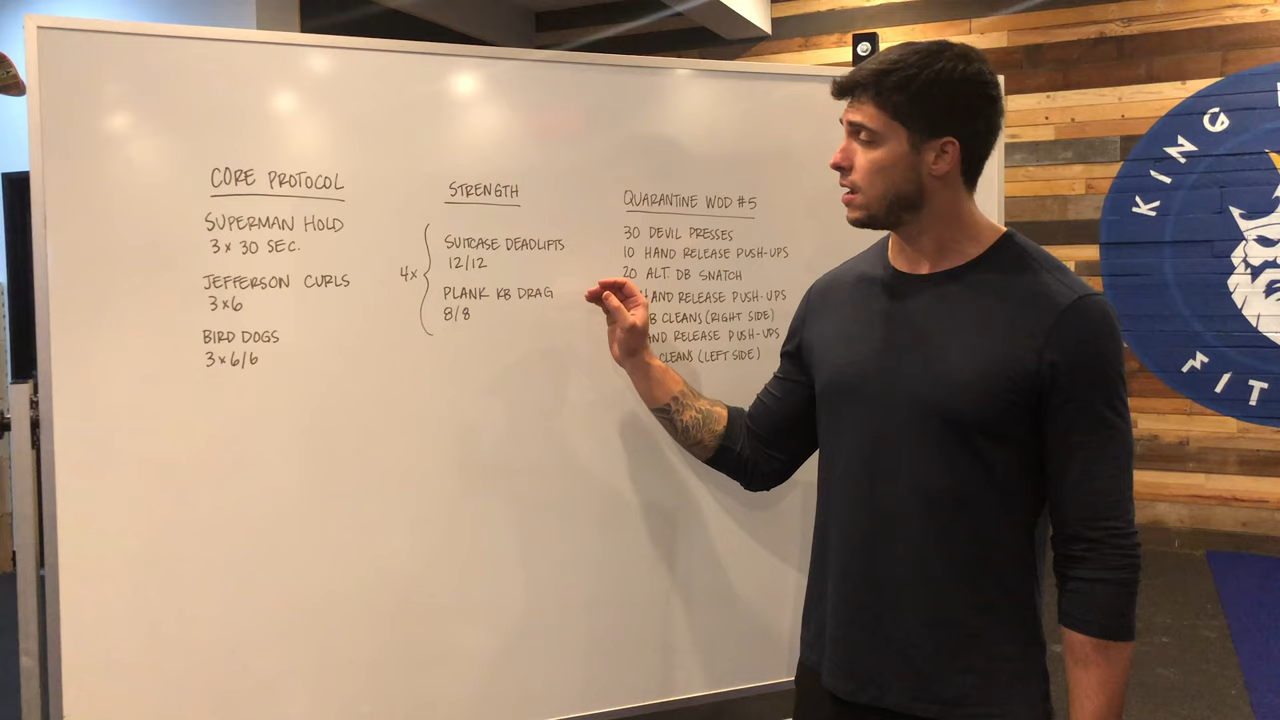 CORE PROTOCOL
SUPERMAN HOLD
3 x 30 SEC.
JEFFERSON CURLS
3 x 6
BIRD DOGS
3 x 6/6
STRENGTH
4x
SUITCASE DEADLIFTS
12/12
PLANK KB DRAG
8/8
QUARANTINE WOD #5
30 DEVIL PRESSES
10 HAND RELEASE PUSH-UPS
20 ALT. DB SNATCH
HAND RELEASE PUSH-UPS
CLEANS (RIGHT SIDE)
RELEASE PUSH-UPS
CLEANS (LEFT SIDE)
KING
FIT